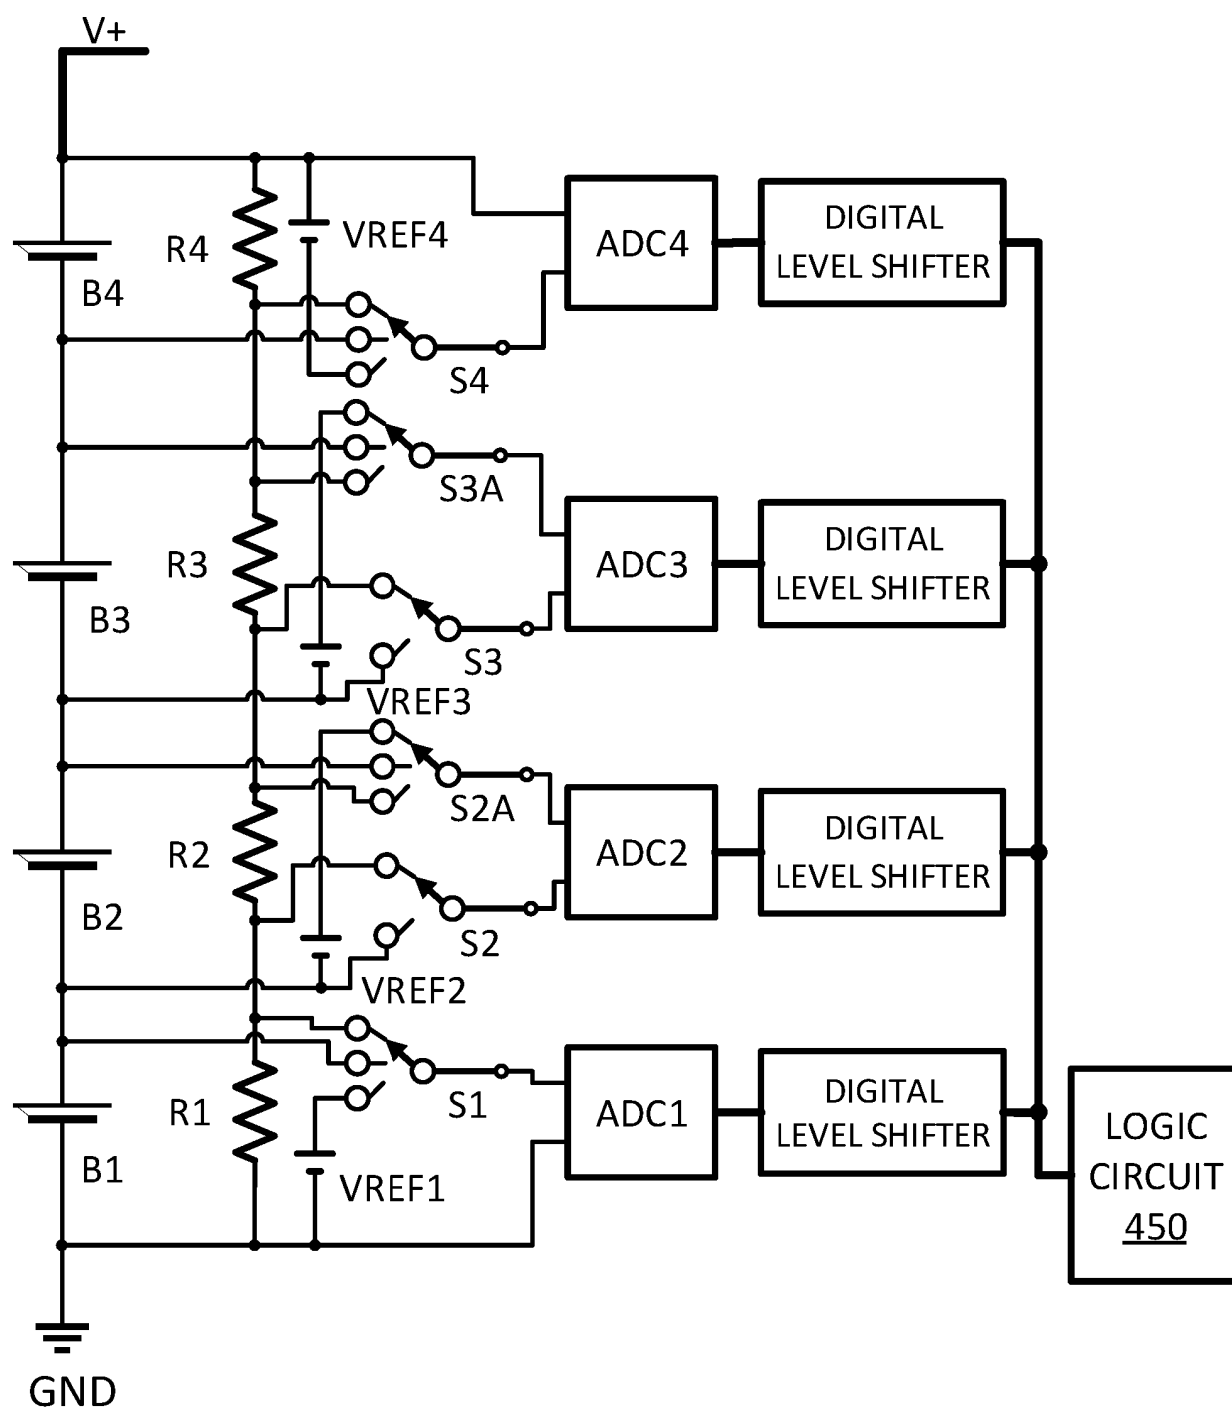 V+
R4
VREF4
ADC4
DIGITAL
LEVEL SHIFTER
B4
S4
S3A
R3
ADC3
DIGITAL
LEVEL SHIFTER
B3
S3
VREF3
S2A
R2
ADC2
DIGITAL
LEVEL SHIFTER
B2
S2
VREF2
R1
S1
ADC1
DIGITAL
LEVEL SHIFTER
B1
VREF1
LOGIC
CIRCUIT
450
GND